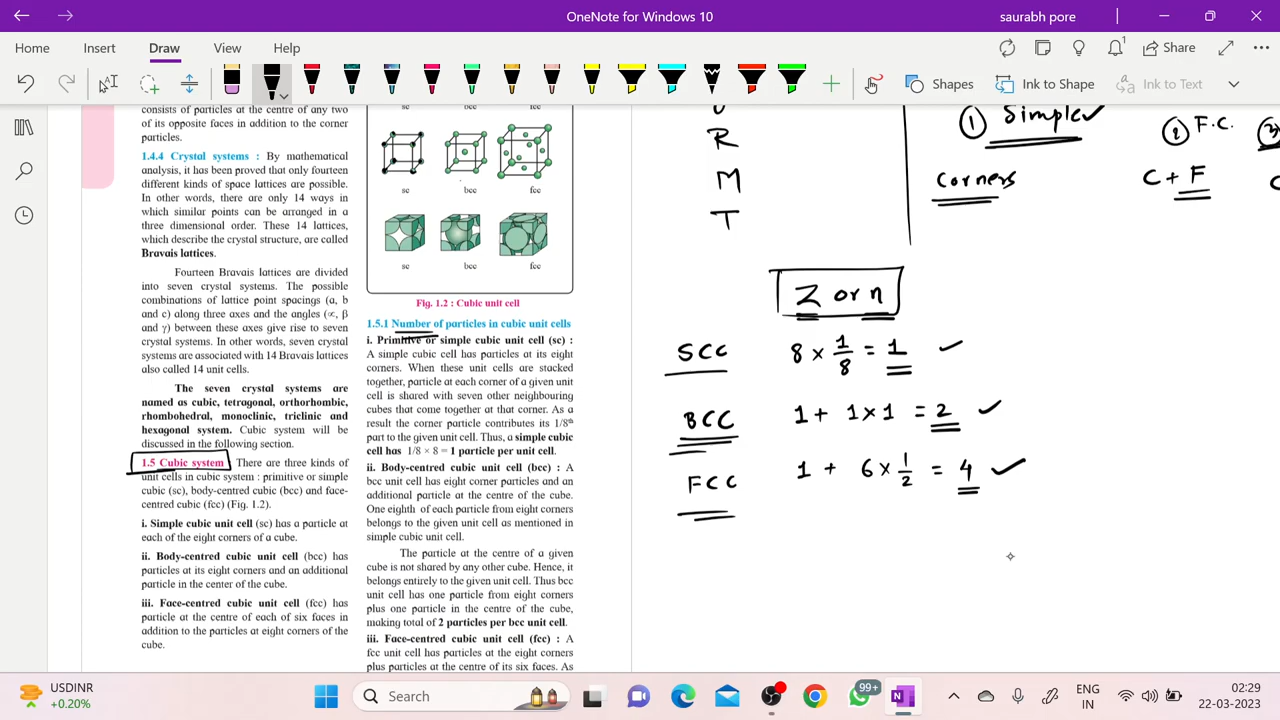 OneNote for Windows 10
saurabh pore
Home
Insert
Draw
View
Help
Share
Shapes
Ink to Shape
Ink to Text
consists of particles at the centre of any two
of its opposite faces in addition to the corner
particles.
1.4.4 Crystal systems : By mathematical
analysis, it has been proved that only fourteen
different kinds of space lattices are possible.
In other words, there are only 14 ways in
which similar points can be arranged in a
three dimensional order. These 14 lattices,
which describe the crystal structure, are called
Bravais lattices.
Fourteen Bravais lattices are divided
into seven crystal systems. The possible
combinations of lattice point spacings (a, b
and c) along three axes and the angles (∝, β
and γ) between these axes give rise to seven
crystal systems. In other words, seven crystal
systems are associated with 14 Bravais lattices
also called 14 unit cells.
The seven crystal systems are
named as cubic, tetragonal, orthorhombic,
rhombohedral, monoclinic, triclinic and
hexagonal system. Cubic system will be
discussed in the following section.
1.5 Cubic system There are three kinds of
unit cells in cubic system : primitive or simple
cubic (sc), body-centred cubic (bcc) and face-
centred cubic (fcc) (Fig. 1.2).
i. Simple cubic unit cell (sc) has a particle at
each of the eight corners of a cube.
ii. Body-centred cubic unit cell (bcc) has
particles at its eight corners and an additional
particle in the center of the cube.
iii. Face-centred cubic unit cell (fcc) has
particle at the centre of each of six faces in
addition to the particles at eight corners of the
cube.
sc bcc fcc
sc bcc fcc
Fig. 1.2 : Cubic unit cell
1.5.1 Number of particles in cubic unit cells
i. Primitive or simple cubic unit cell (sc) :
A simple cubic cell has particles at its eight
corners. When these unit cells are stacked
together, particle at each corner of a given unit
cell is shared with seven other neighbouring
cubes that come together at that corner. As a
result the corner particle contributes its 1/8th
part to the given unit cell. Thus, a simple cubic
cell has 1/8 × 8 = 1 particle per unit cell.
ii. Body-centred cubic unit cell (bcc) : A
bcc unit cell has eight corner particles and an
additional particle at the centre of the cube.
One eighth of each particle from eight corners
belongs to the given unit cell as mentioned in
simple cubic unit cell.
The particle at the centre of a given
cube is not shared by any other cube. Hence, it
belongs entirely to the given unit cell. Thus bcc
unit cell has one particle from eight corners
plus one particle in the centre of the cube,
making total of 2 particles per bcc unit cell.
iii. Face-centred cubic unit cell (fcc) : A
fcc unit cell has particles at the eight corners
plus particles at the centre of its six faces. As
R
M
T
① Simple ✓
② F.C.
Corners
C + F
Z or n
SCC 8 × 1/8 = 1 ✓
BCC 1 + 1 × 1 = 2 ✓
FCC 1 + 6 × 1/2 = 4 ✓
USDINR
+0.20%
Search
99+
ENG
IN
02:29
22-03-2023